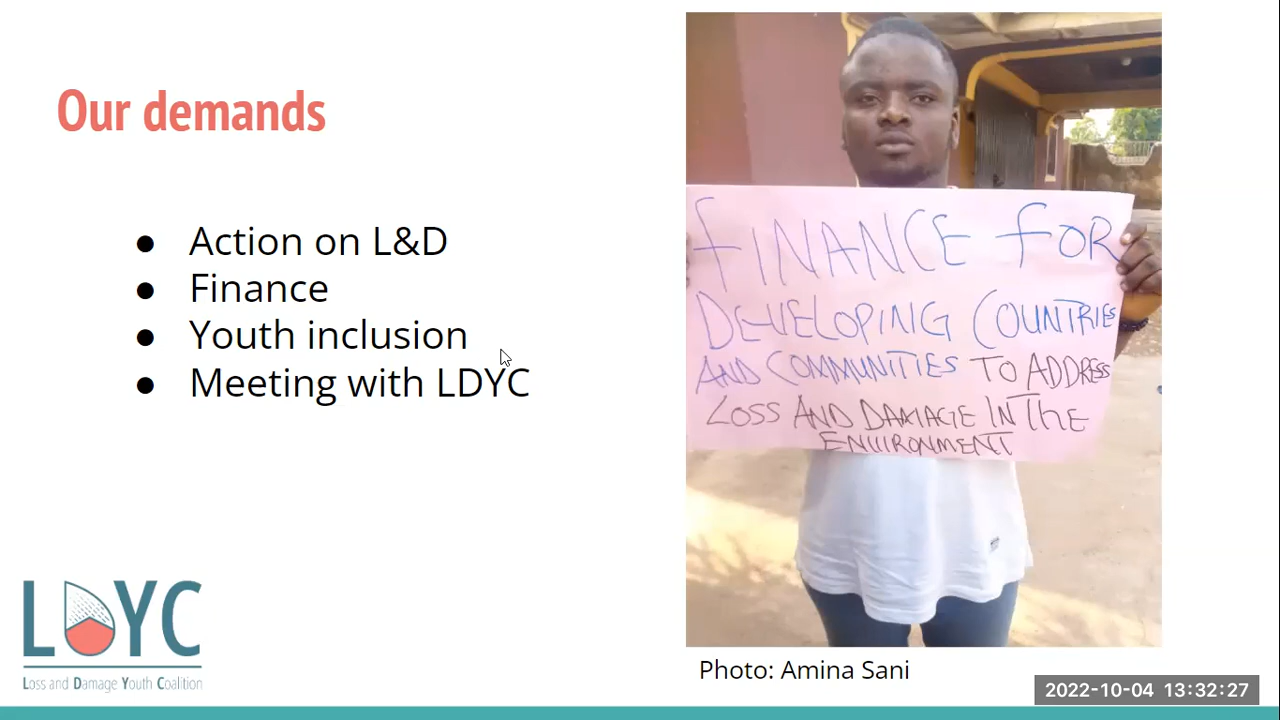 Our demands
● Action on L&D
● Finance
● Youth inclusion
● Meeting with LDYC
FINANCE FOR
DEVELOPING COUNTRIES
AND COMMUNITIES TO ADDRESS
LOSS AND DAMAGE IN THE
ENVIRONMENT
Photo: Amina Sani
LDYC
Loss and Damage Youth Coalition
2022-10-04 13:32:27